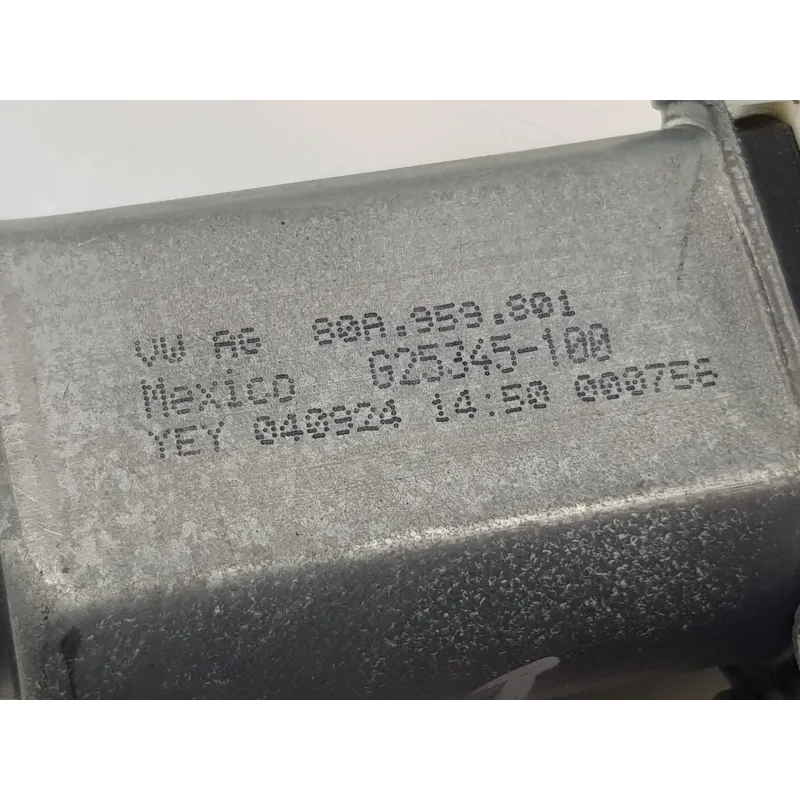 VW AG 80A.959.801
Mexico G25345-100
YEY 040924 14:50 000756